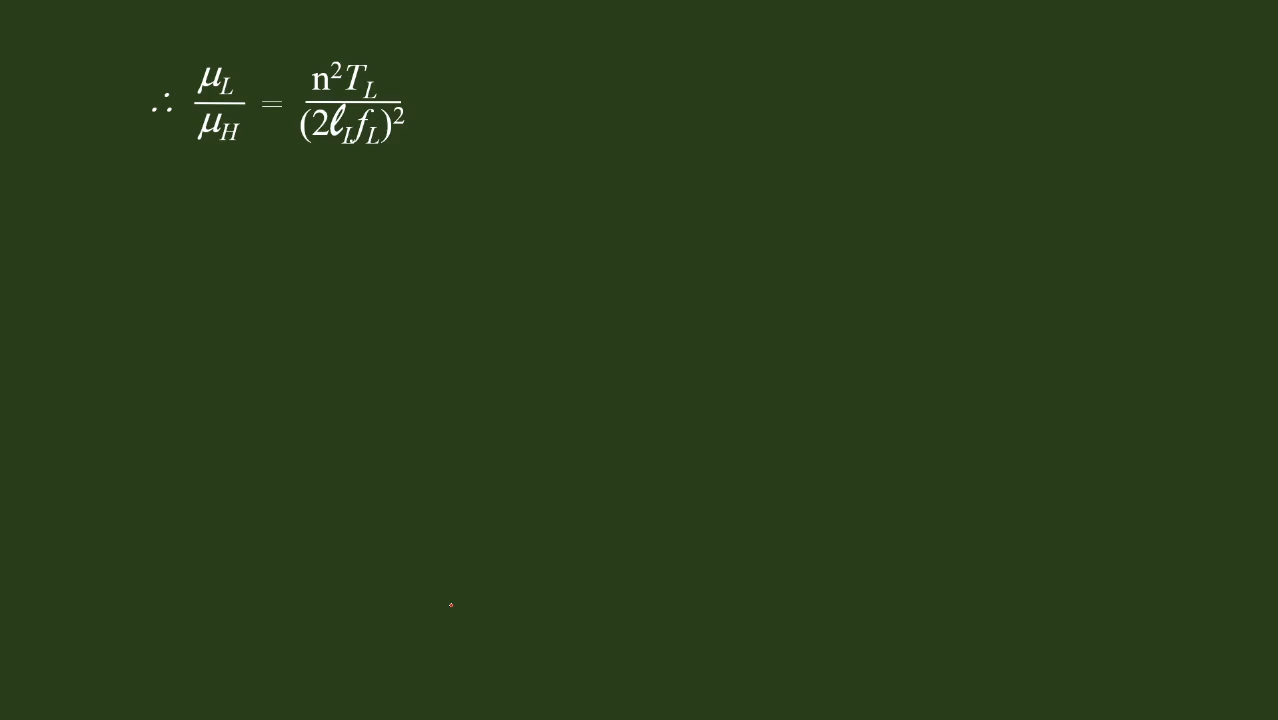 ∴ μ_L / μ_H = n²T_L / (2ℓ_L f_L)²